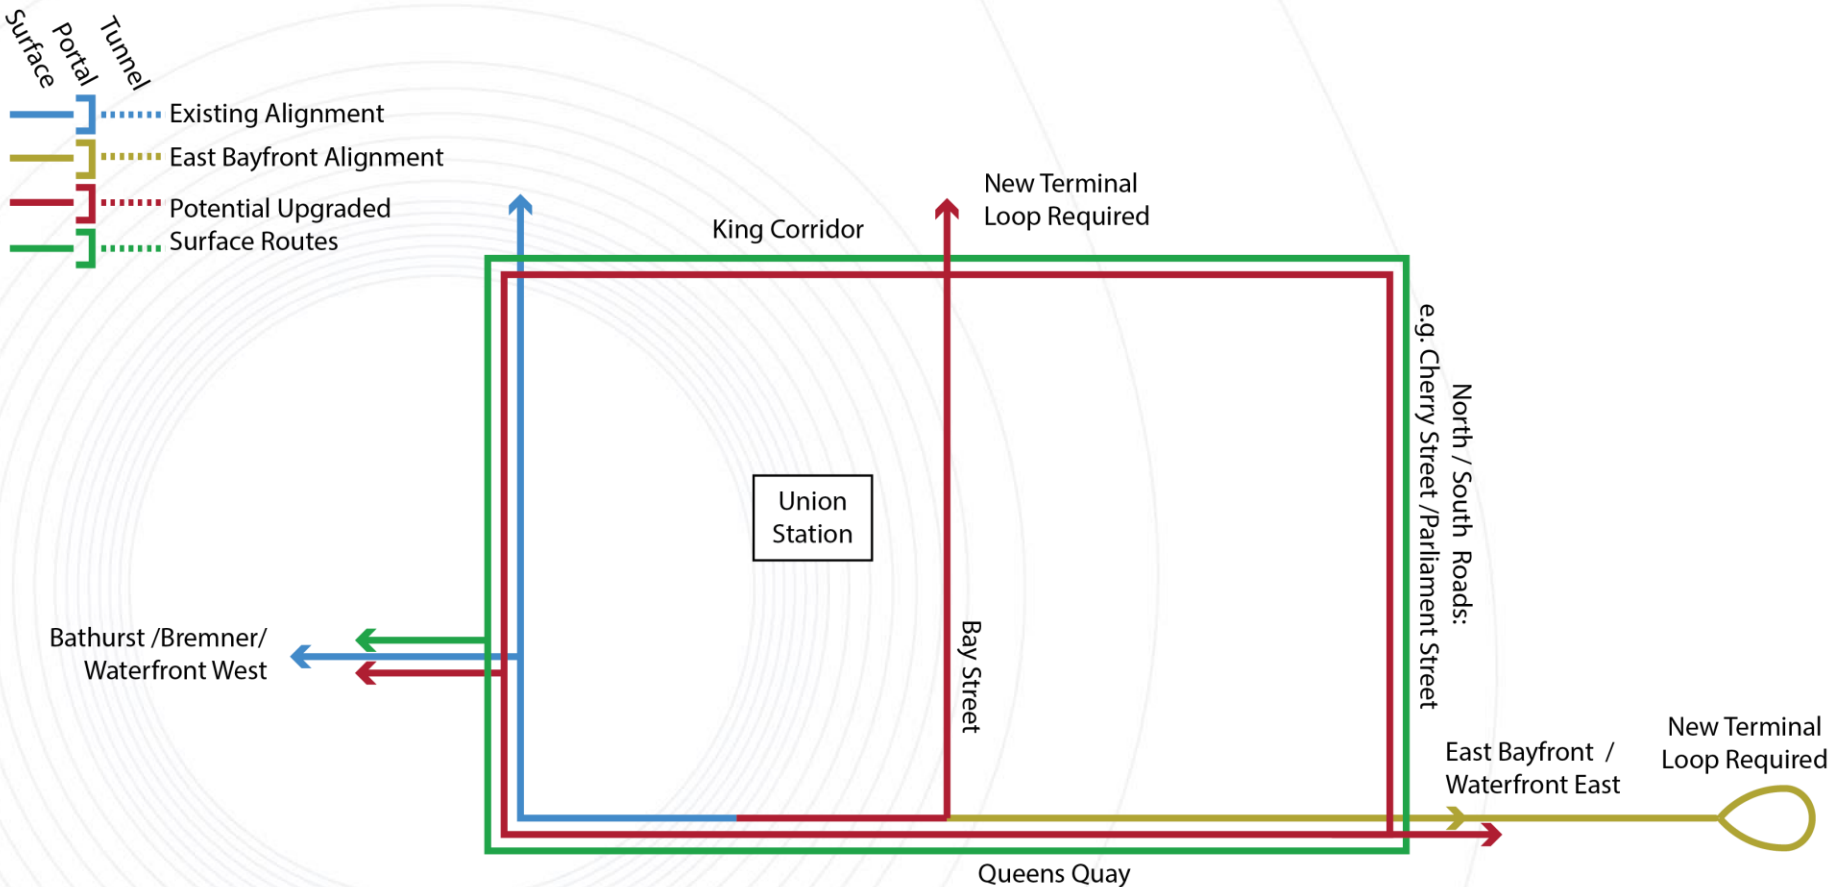 Surface
Portal
Tunnel
Existing Alignment
East Bayfront Alignment
Potential Upgraded
Surface Routes
King Corridor
New Terminal
Loop Required
Union
Station
Bay Street
North / South Roads:
e.g. Cherry Street /Parliament Street
Bathurst /Bremner/
Waterfront West
East Bayfront /
Waterfront East
New Terminal
Loop Required
Queens Quay